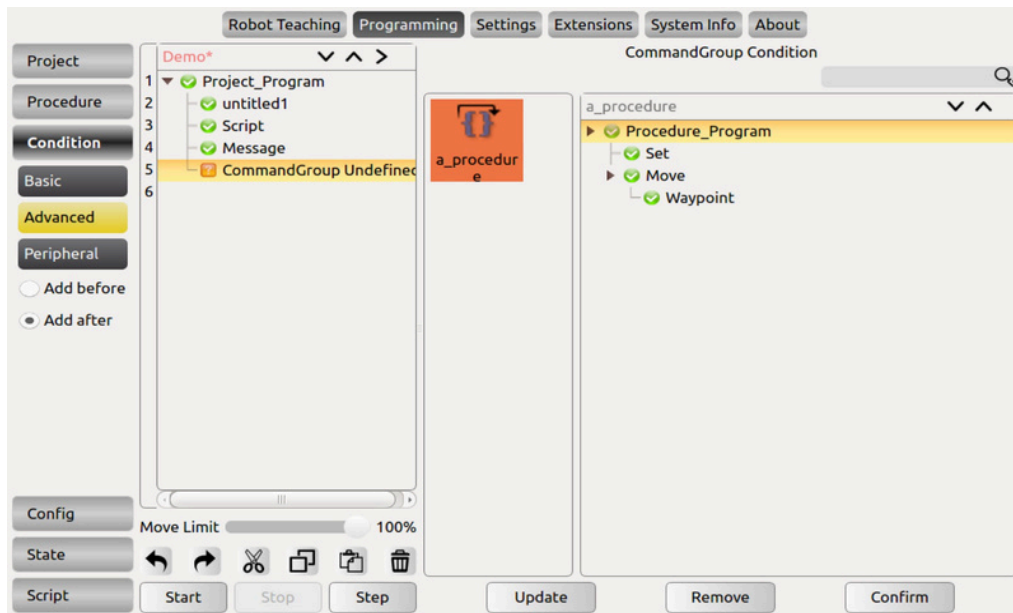 Robot Teaching Programming Settings Extensions System Info About
Project
Procedure
Condition
Basic
Advanced
Peripheral
Add before
Add after
Config
State
Script
Demo*
1 Project_Program
2 untitled1
3 Script
4 Message
5 CommandGroup Undefined
6
Move Limit 100%
Start Stop Step
CommandGroup Condition
a_procedur
e
a_procedure
Procedure_Program
Set
Move
Waypoint
Update Remove Confirm